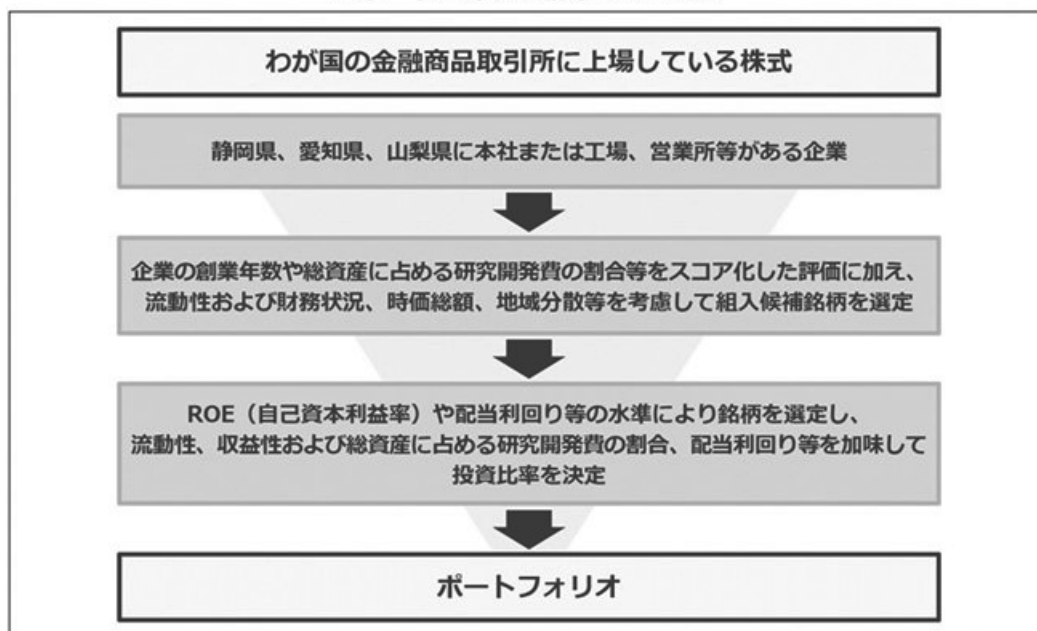 わが国の金融商品取引所に上場している株式
静岡県、愛知県、山梨県に本社または工場、営業所等がある企業
企業の創業年数や総資産に占める研究開発費の割合等をスコア化した評価に加え、
流動性および財務状況、時価総額、地域分散等を考慮して組入候補銘柄を選定
ROE（自己資本利益率）や配当利回り等の水準により銘柄を選定し、
流動性、収益性および総資産に占める研究開発費の割合、配当利回り等を加味して
投資比率を決定
ポートフォリオ